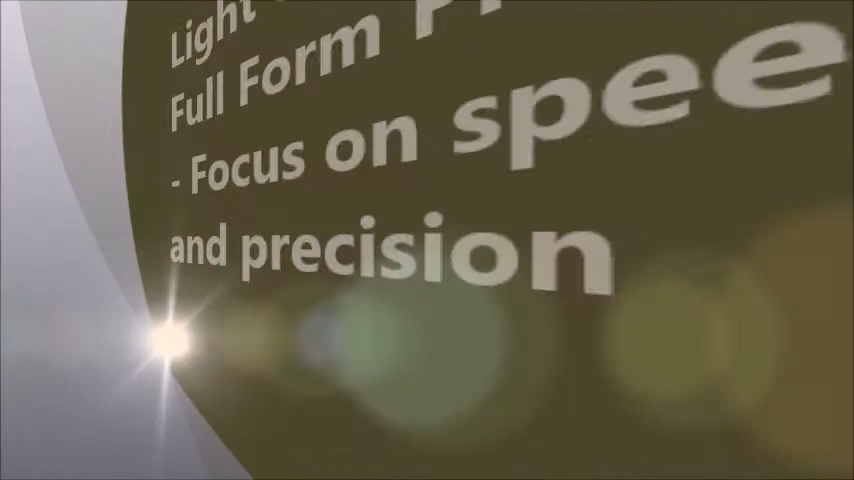 Light
Full Form
- Focus on spee
and precision